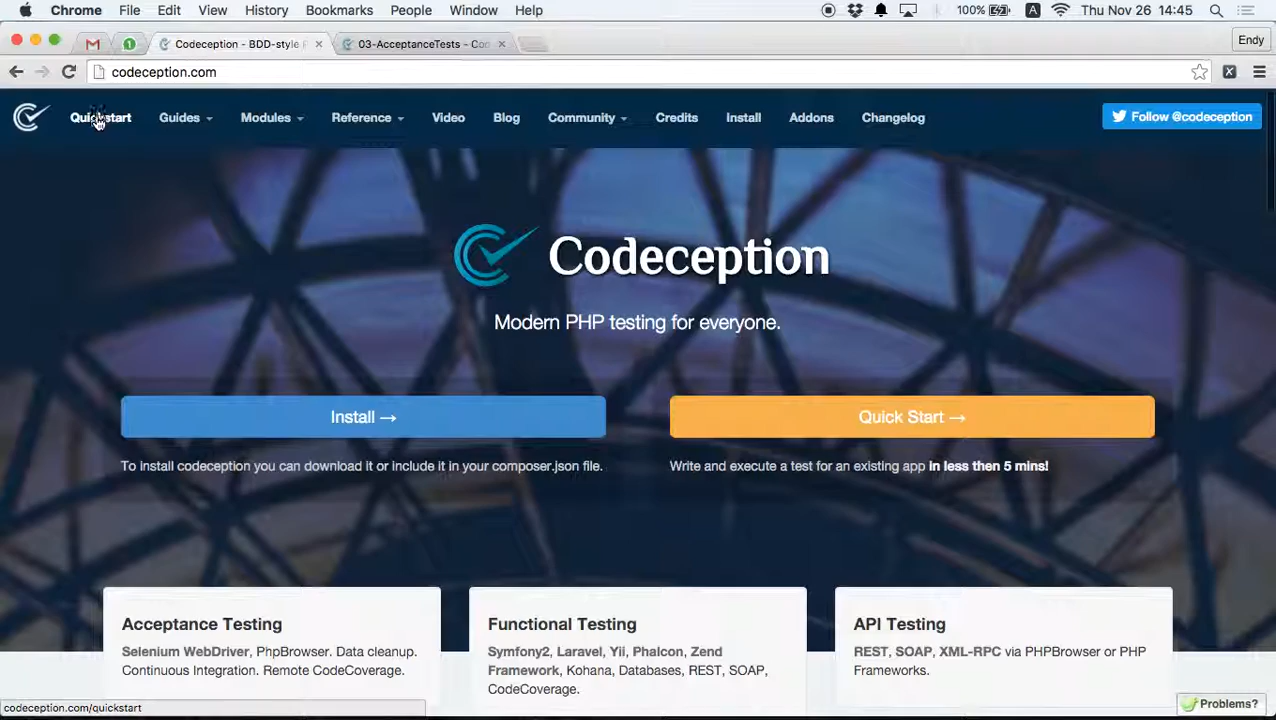 Chrome File Edit View History Bookmarks People Window Help 100% A Thu Nov 26 14:45
1 Codeception - BDD-style 03-AcceptanceTests - Co Endy
codeception.com X
Quickstart Guides Modules Reference Video Blog Community Credits Install Addons Changelog Follow @codeception
Codeception
Modern PHP testing for everyone.
Install → Quick Start →
To install codeception you can download it or include it in your composer.json file. Write and execute a test for an existing app in less then 5 mins!
Acceptance Testing Functional Testing API Testing
Selenium WebDriver, PhpBrowser. Data cleanup. Symfony2, Laravel, Yii, Phalcon, Zend REST, SOAP, XML-RPC via PHPBrowser or PHP
Continuous Integration. Remote CodeCoverage. Framework, Kohana, Databases, REST, SOAP, Frameworks.
CodeCoverage.
codeception.com/quickstart Problems?